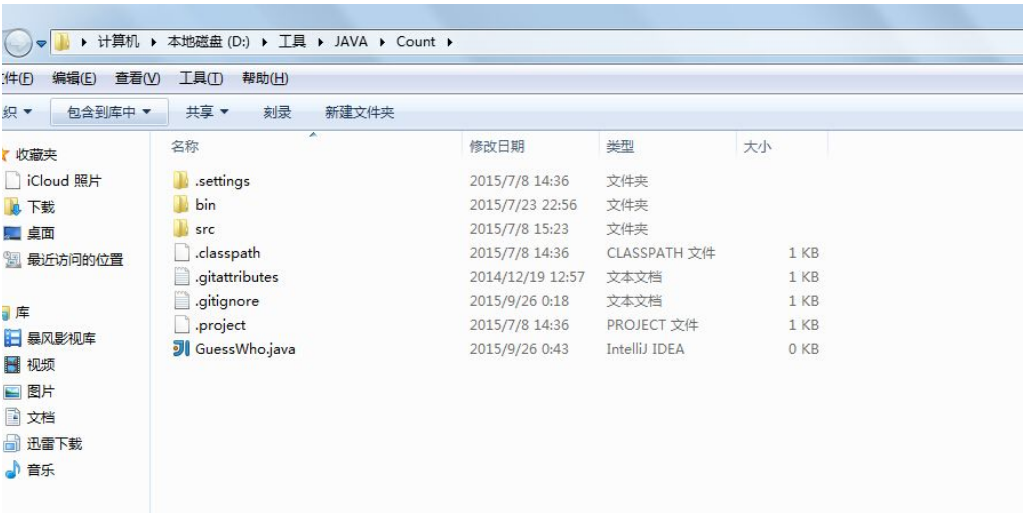 计算机 本地磁盘 (D:) 工具 JAVA Count
件(F) 编辑(E) 查看(V) 工具(T) 帮助(H)
织 包含到库中 共享 刻录 新建文件夹
收藏夹
iCloud 照片
下载
桌面
最近访问的位置
库
暴风影视库
视频
图片
文档
迅雷下载
音乐
名称 修改日期 类型 大小
.settings 2015/7/8 14:36 文件夹
bin 2015/7/23 22:56 文件夹
src 2015/7/8 15:23 文件夹
.classpath 2015/7/8 14:36 CLASSPATH 文件 1 KB
.gitattributes 2014/12/19 12:57 文本文档 1 KB
.gitignore 2015/9/26 0:18 文本文档 1 KB
.project 2015/7/8 14:36 PROJECT 文件 1 KB
GuessWho.java 2015/9/26 0:43 IntelliJ IDEA 0 KB